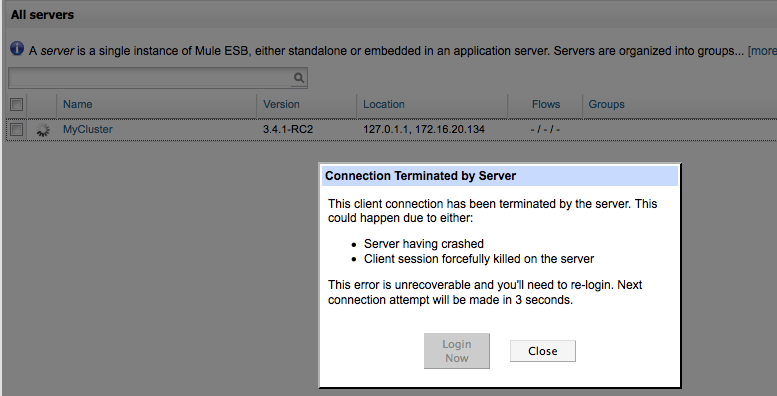 All servers
A server is a single instance of Mule ESB, either standalone or embedded in an application server. Servers are organized into groups... [more
Name Version Location Flows Groups
MyCluster 3.4.1-RC2 127.0.1.1, 172.16.20.134 - / - / -
Connection Terminated by Server
This client connection has been terminated by the server. This
could happen due to either:
• Server having crashed
• Client session forcefully killed on the server
This error is unrecoverable and you'll need to re-login. Next
connection attempt will be made in 3 seconds.
Login
Now
Close